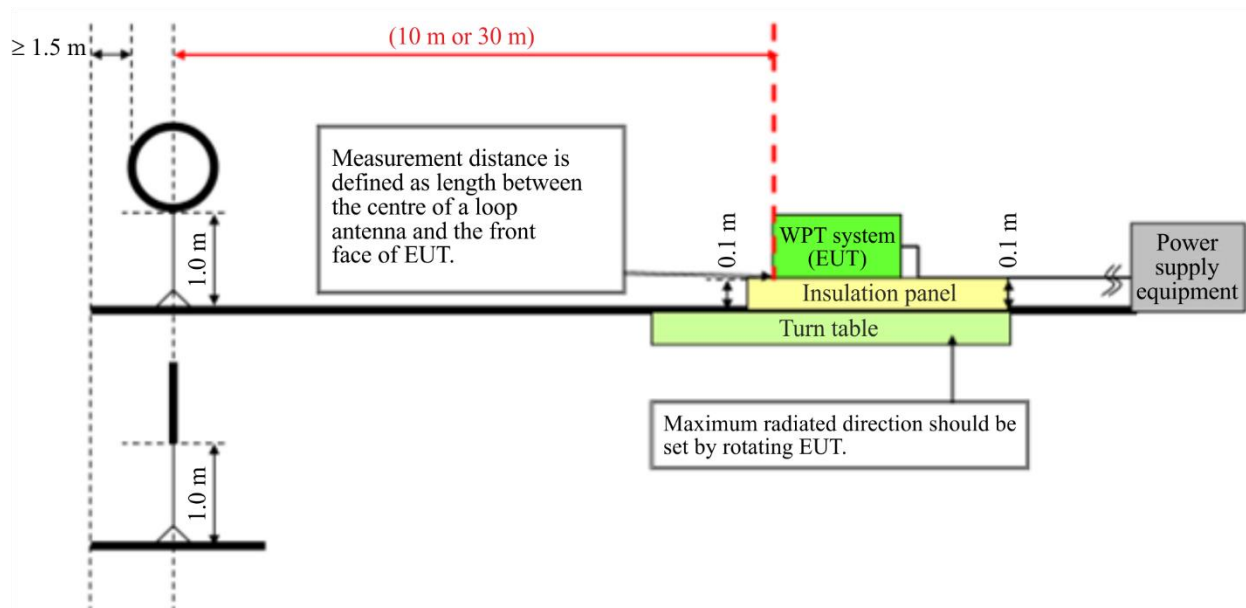 ≥ 1.5 m
(10 m or 30 m)
Measurement distance is
defined as length between
the centre of a loop
antenna and the front
face of EUT.
1.0 m
0.1 m
WPT system
(EUT)
0.1 m
Power
supply
equipment
Insulation panel
Turn table
Maximum radiated direction should be
set by rotating EUT.
1.0 m